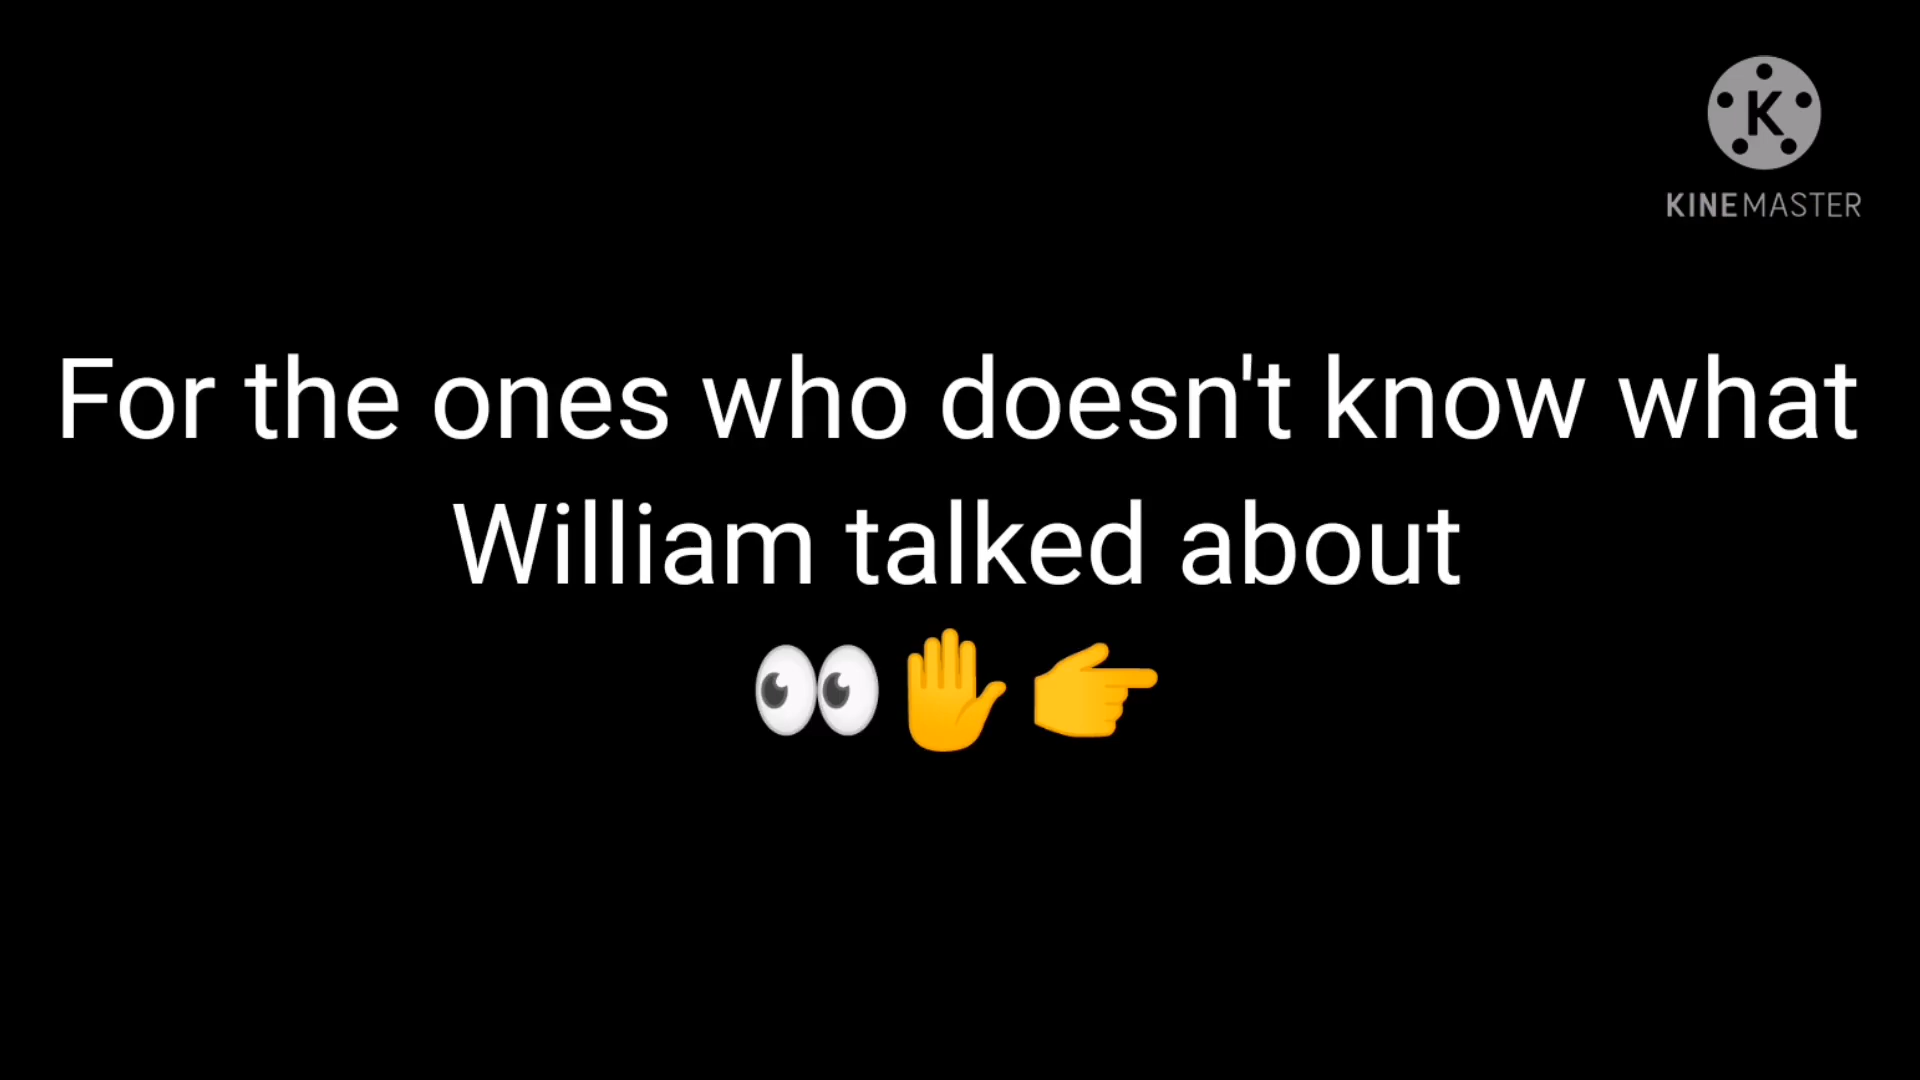 K
KINEMASTER
For the ones who doesn't know what
William talked about
👀✋👉